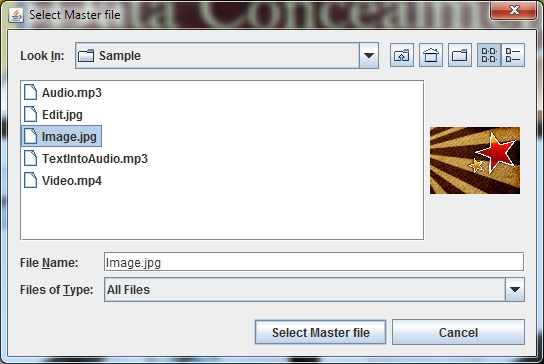 Select Master file
Look In: Sample
Audio.mp3
Edit.jpg
Image.jpg
TextIntoAudio.mp3
Video.mp4
File Name: Image.jpg
Files of Type: All Files
Select Master file Cancel